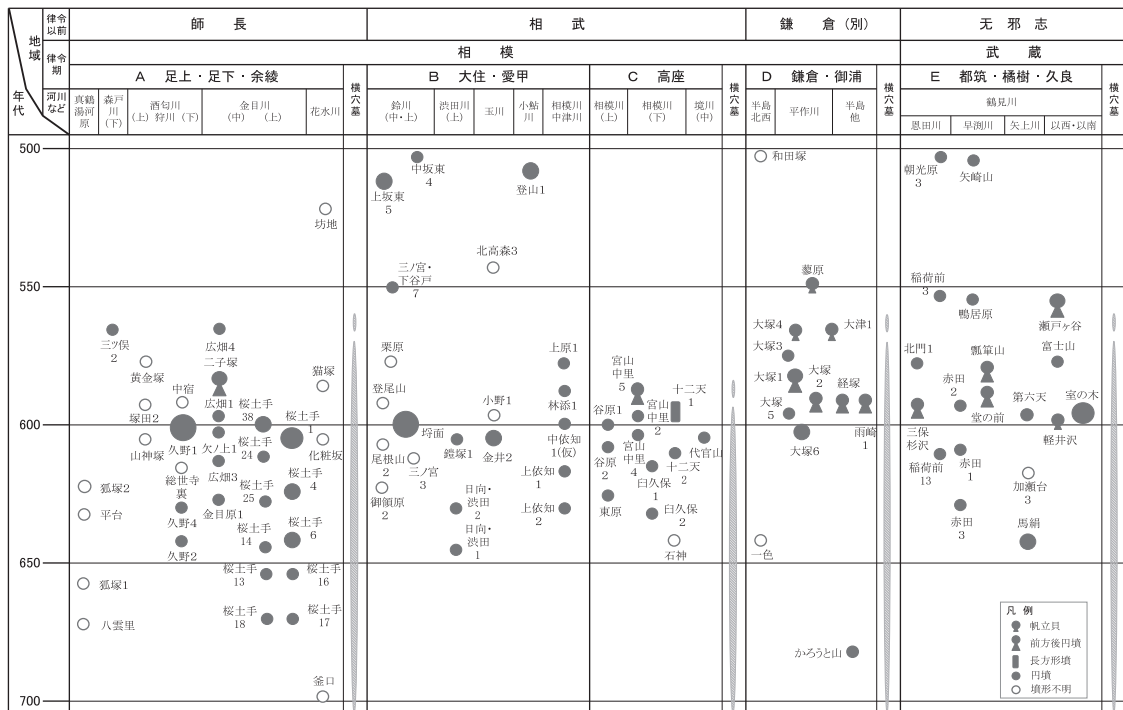 律令以前
師長
相武
鎌倉（別）
无邪志
地域
律令期
相模
武蔵
A 足上・足下・余綾
横穴墓
B 大住・愛甲
C 高座
横穴墓
D 鎌倉・御浦
横穴墓
E 都筑・橘樹・久良
横穴墓
年代
河川など
真鶴湯河原
森戸川（下）
酒匂川
（上）狩川（下）
金目川
（中）（上）
花水川
鈴川（中・上）
渋田川（上）
玉川
小鮎川
相模川中津川
相模川（上）
相模川（下）
境川（中）
半島北西
平作川
半島他
鶴見川
恩田川
早渕川
矢上川
以西・以南
500
550
600
650
700
坊地
三ツ俣2
広畑4
黄金塚
二子塚
猫塚
中宿
塚田2
広畑1
桜土手38
桜土手1
山神塚
久野1
欠ノ上1
桜土手24
化粧坂
総世寺裏
広畑3
狐塚2
桜土手25
桜土手4
平台
久野4
金目原1
久野2
桜土手14
桜土手6
狐塚1
桜土手13
桜土手16
八雲里
桜土手18
桜土手17
釜口
中坂東4
上坂東5
登山1
北高森3
三ノ宮・下谷戸7
栗原
上原1
登尾山
小野1
林添1
埒面
尾根山2
三ノ宮3
鎧塚1
金井2
中依知1(仮)
御領原2
日向・渋田2
上依知1
日向・渋田1
上依知2
宮山中里5
十二天1
谷原1
宮山中里2
宮山中里4
代官山
谷原2
臼久保1
十二天2
東原
臼久保2
石神
和田塚
蓼原
大塚4
大津1
大塚3
大塚1
大塚2
経塚
大塚5
大塚6
雨崎1
一色
かろうと山
朝光原3
矢崎山
稲荷前3
鴨居原
瀬戸ヶ谷
北門1
瓢箪山
富士山
赤田2
第六天
室の木
三保杉沢
堂の前
軽井沢
稲荷前13
赤田1
加瀬台3
赤田3
馬絹
凡例
帆立貝
前方後円墳
長方形墳
円墳
墳形不明